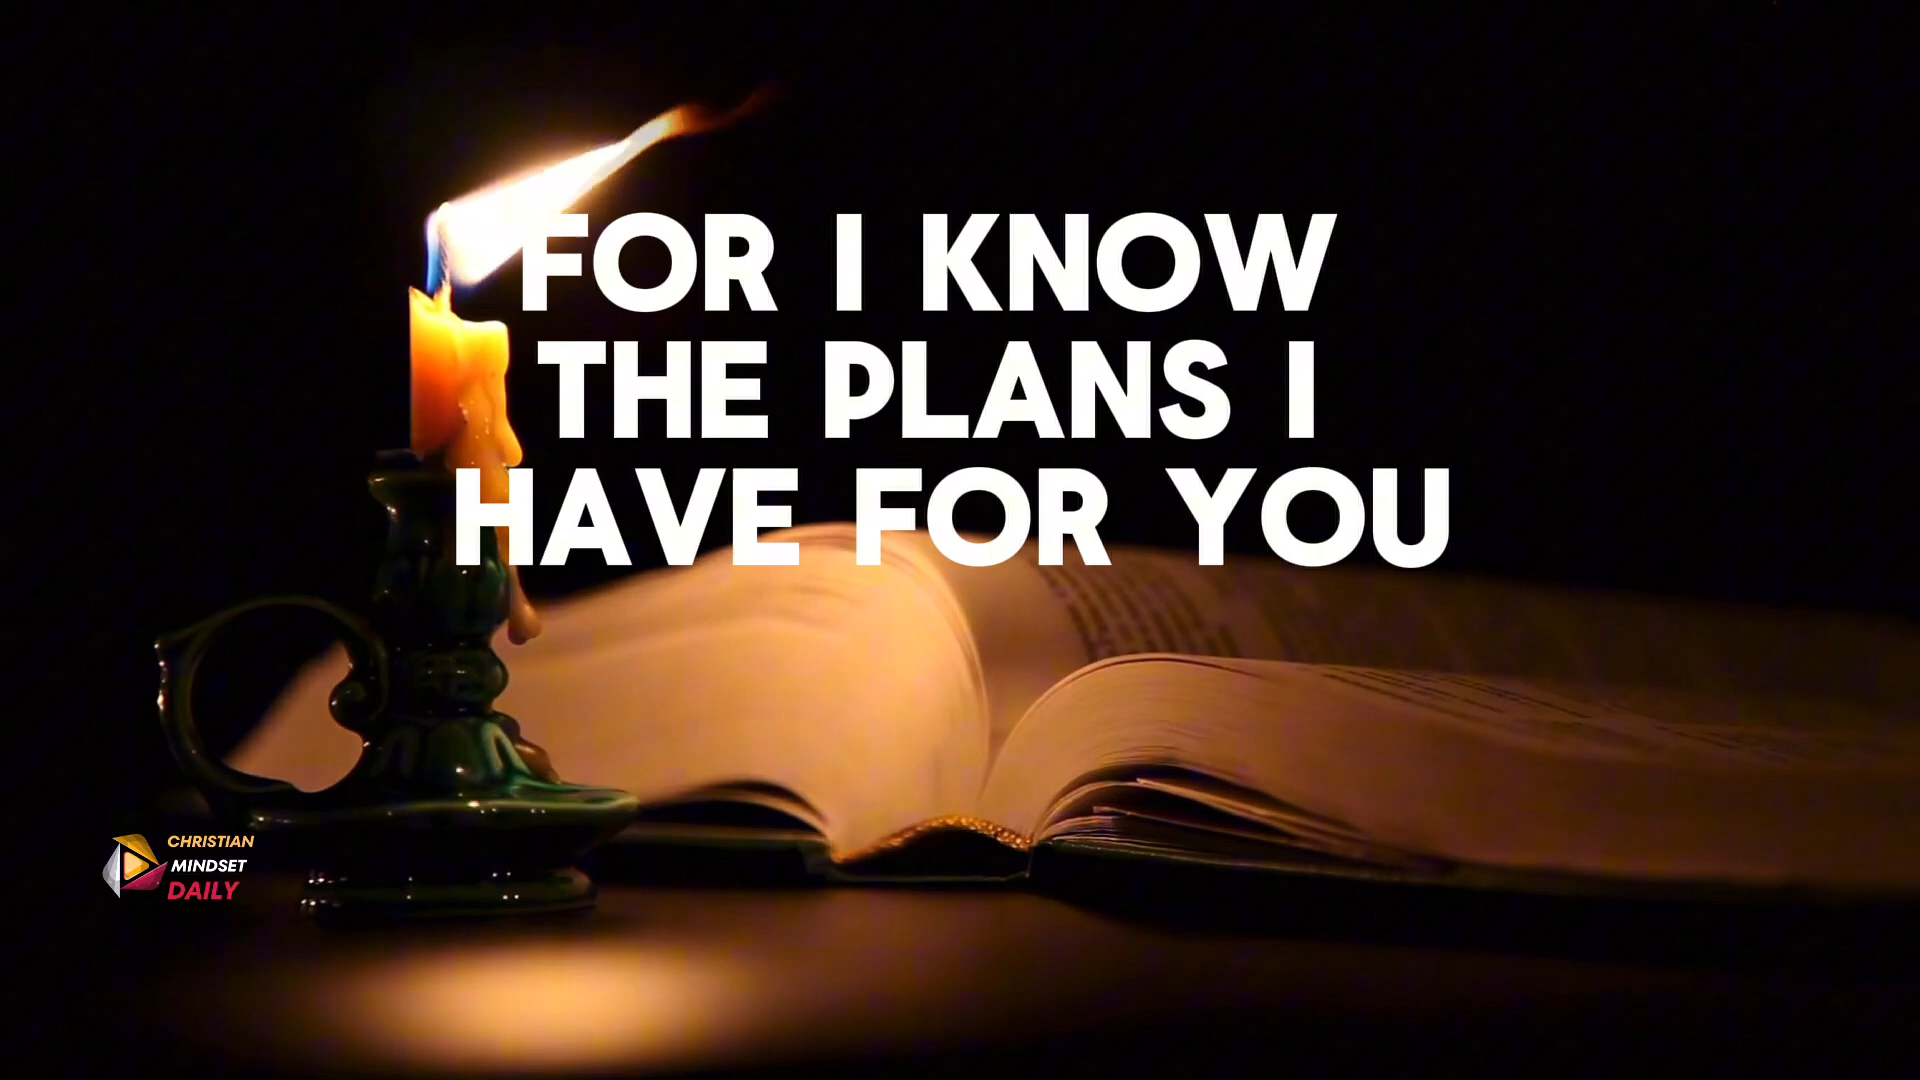 FOR I KNOW
THE PLANS I
HAVE FOR YOU
CHRISTIAN
MINDSET
DAILY